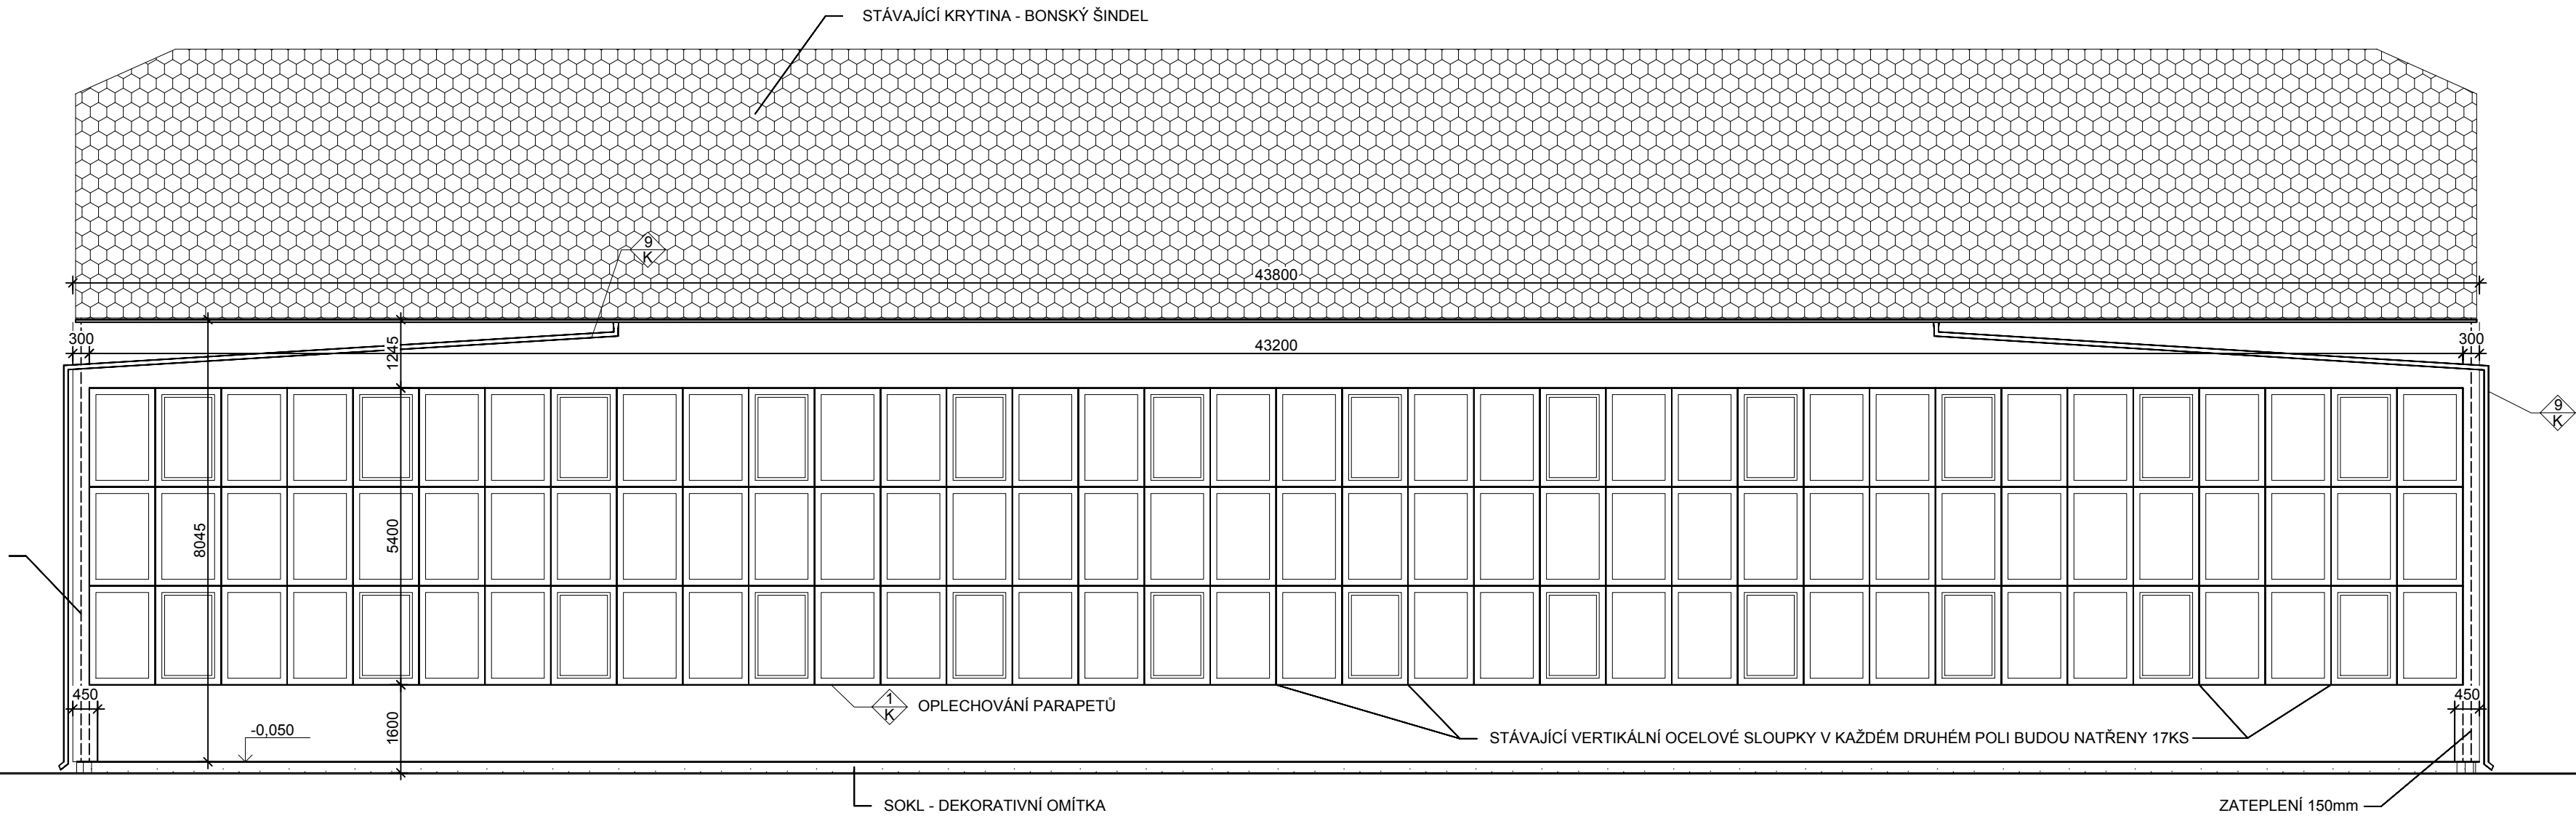 STÁVAJÍCÍ KRYTINA - BONSKÝ ŠINDEL
9
K
43800
300
1245
43200
300
9
K
8045
5400
450
1
K
OPLECHOVÁNÍ PARAPETŮ
450
-0,050
1600
STÁVAJÍCÍ VERTIKÁLNÍ OCELOVÉ SLOUPKY V KAŽDÉM DRUHÉM POLI BUDOU NATŘENY 17KS
SOKL - DEKORATIVNÍ OMÍTKA
ZATEPLENÍ 150mm